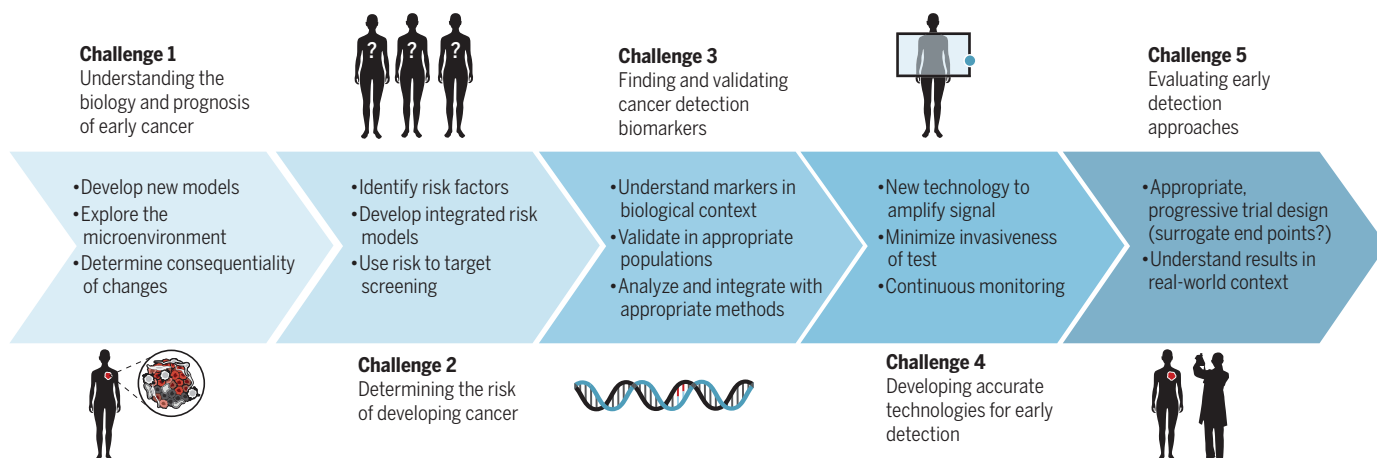 Challenge 1
Understanding the
biology and prognosis
of early cancer
•Develop new models
•Explore the
microenvironment
•Determine consequentiality
of changes
? ? ?
•Identify risk factors
•Develop integrated risk
models
•Use risk to target
screening
Challenge 2
Determining the risk
of developing cancer
Challenge 3
Finding and validating
cancer detection
biomarkers
•Understand markers in
biological context
•Validate in appropriate
populations
•Analyze and integrate with
appropriate methods
•New technology to
amplify signal
•Minimize invasiveness
of test
•Continuous monitoring
Challenge 4
Developing accurate
technologies for early
detection
Challenge 5
Evaluating early
detection
approaches
•Appropriate,
progressive trial design
(surrogate end points?)
•Understand results in
real-world context